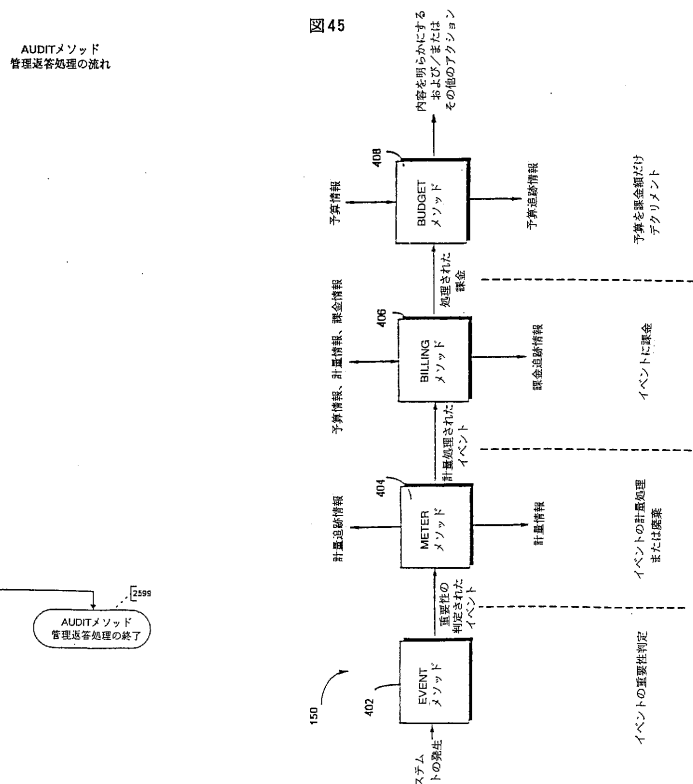 AUDITメソッド
管理返答処理の流れ
2599
AUDITメソッド
管理返答処理の終了
図45
150
ステム
トの発生
402
EVENT
メソッド
イベントの重要性判定
重要性の
判定された
イベント
計量追跡情報
404
METER
メソッド
計量情報
イベントの計量処理
または廃棄
計量処理された
イベント
予算情報、計量情報、課金情報
406
BILLING
メソッド
課金追跡情報
イベントに課金
処理された
課金
予算情報
408
BUDGET
メソッド
予算追跡情報
予算を課金額だけ
デクリメント
内容を明らかにする
および/または
その他のアクション